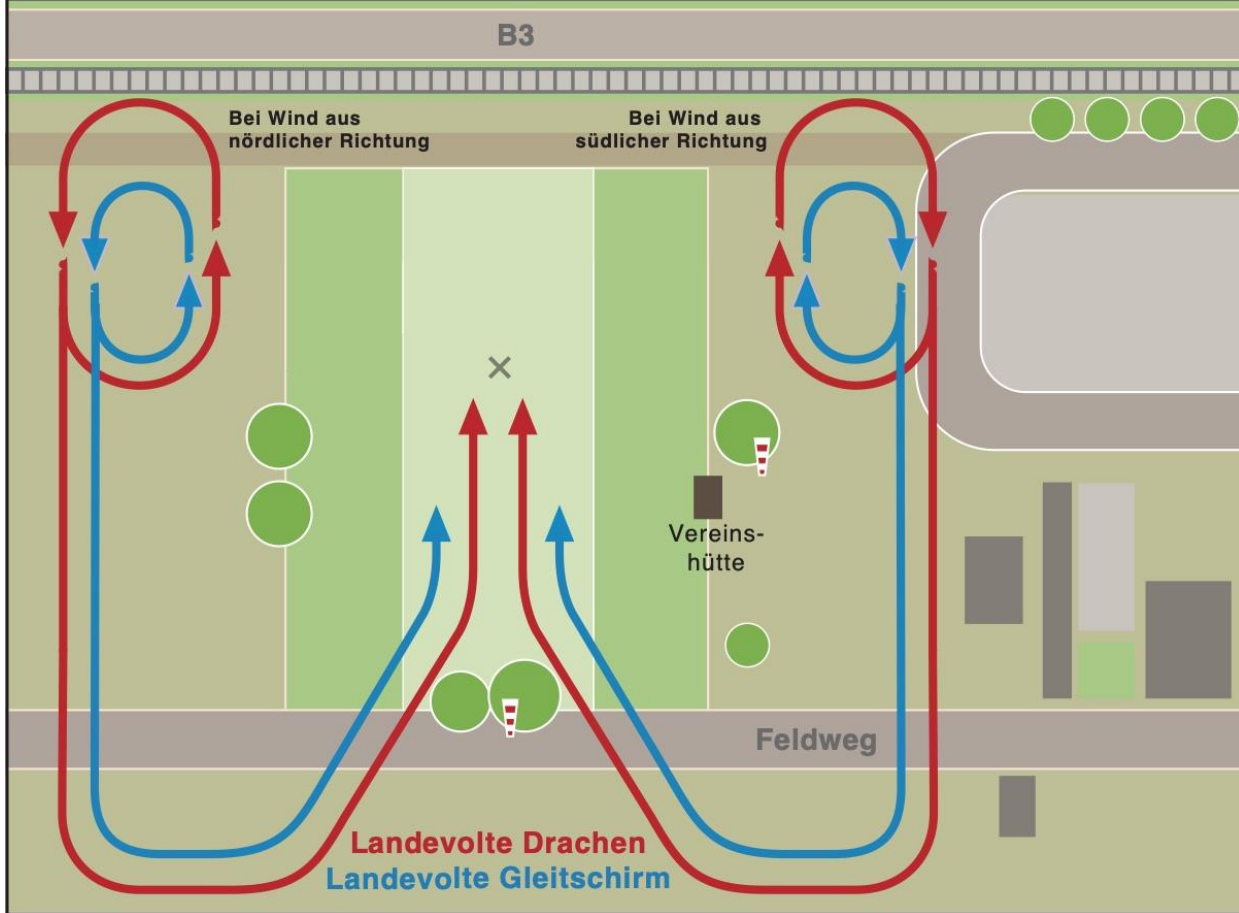 B3
Bei Wind aus
nördlicher Richtung
Bei Wind aus
südlicher Richtung
Vereins-
hütte
Feldweg
Landevolte Drachen
Landevolte Gleitschirm